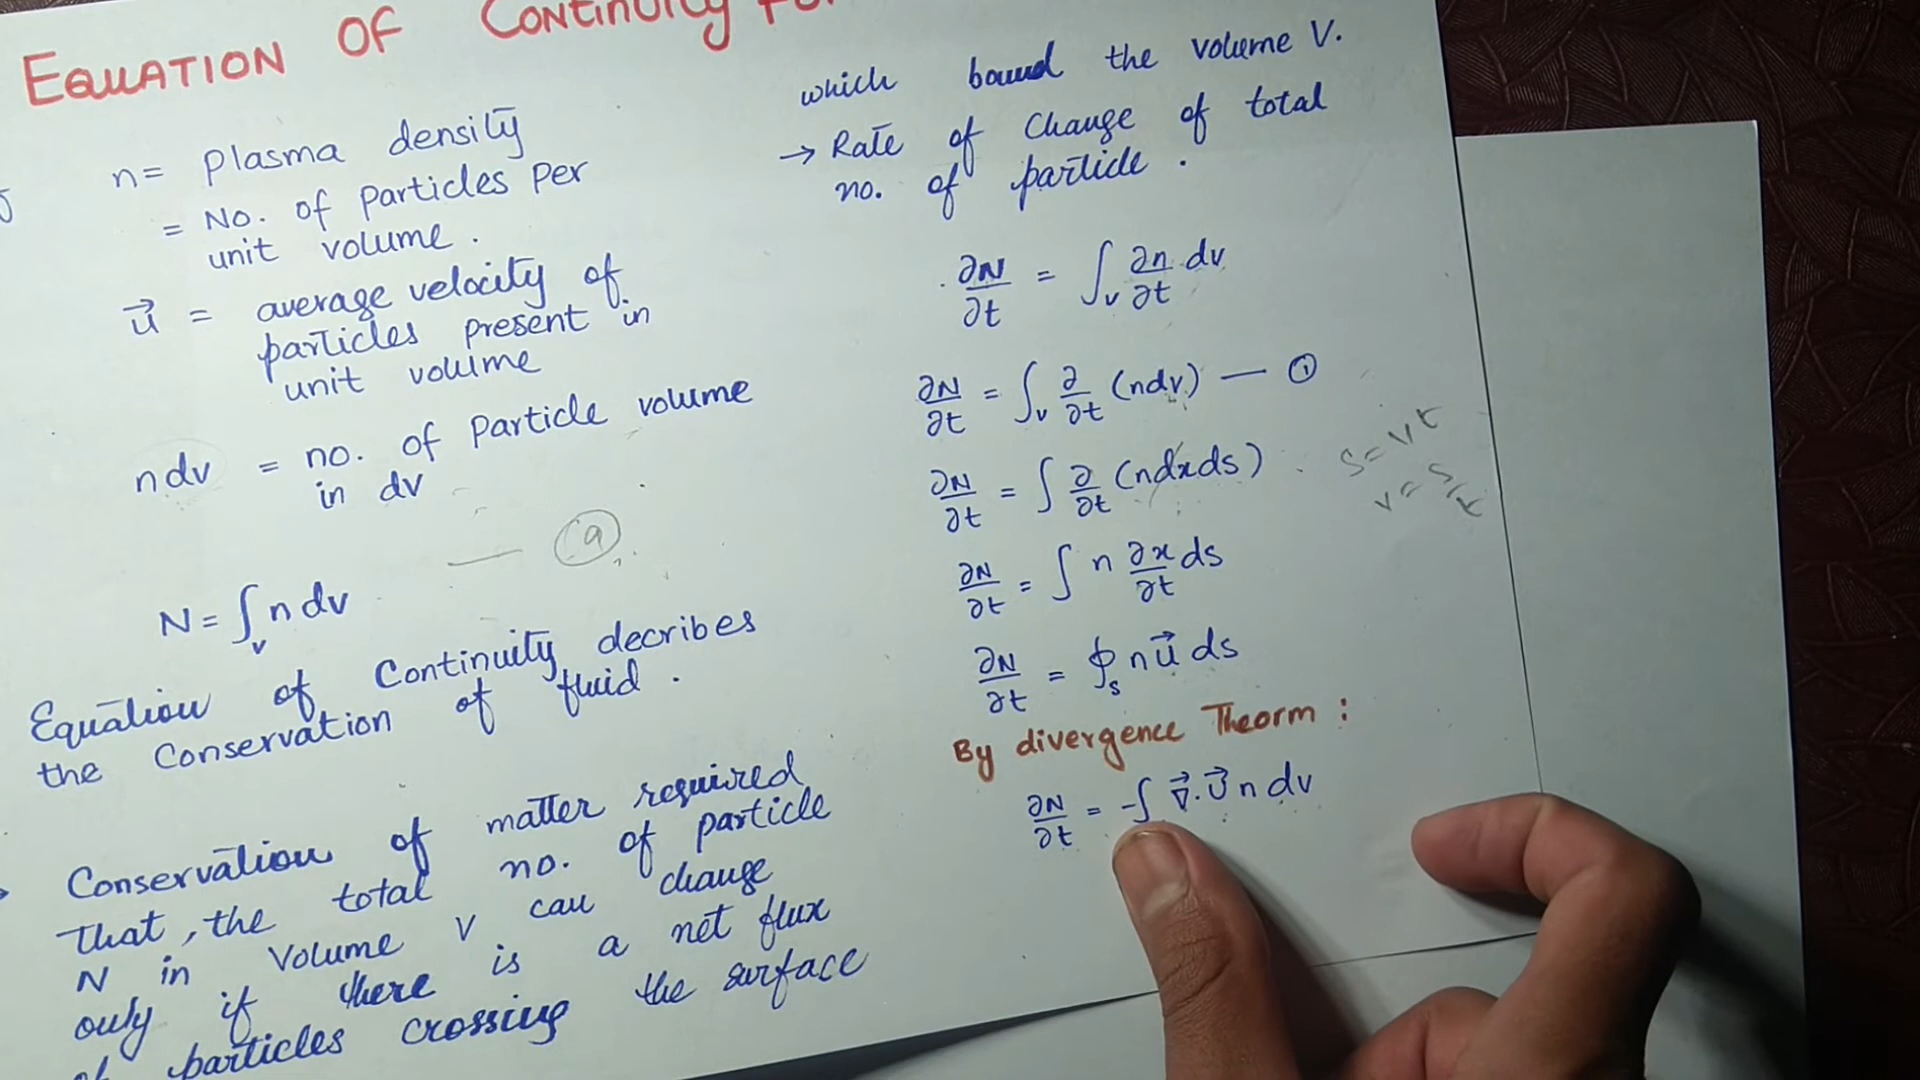 EQUATION OF CONTINUITY FOR
n = plasma density
= No. of particles per
unit volume.
u⃗ = average velocity of
particles present in
unit volume
ndv = no. of Particle volume
in dv
— (a)
N = ∫v n dv
Equation of Continuity decribes
the Conservation of fluid.
Conservation of matter required
that, the total no. of particle
N in Volume V can change
only if there is a net flux
of particles crossing the surface
which bound the volume V.
→ Rate of Change of total
no. of particle.
∂N/∂t = ∫v ∂n/∂t dv
∂N/∂t = ∫v ∂/∂t (ndv) — ①
∂N/∂t = ∫ ∂/∂t (ndxds)
s = vt
v = s/t
∂N/∂t = ∫ n ∂x/∂t ds
∂N/∂t = ∮s n u⃗ ds
By divergence Theorm :
∂N/∂t = -∫ ∇⃗.U⃗ n dv